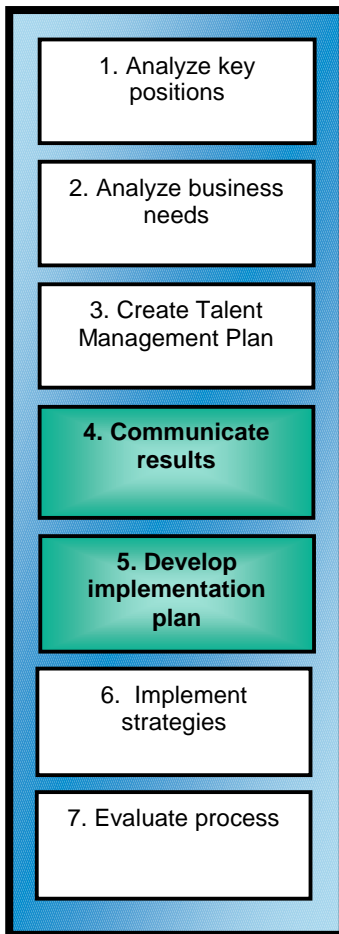 1. Analyze key
positions
2. Analyze business
needs
3. Create Talent
Management Plan
4. Communicate
results
5. Develop
implementation
plan
6. Implement
strategies
7. Evaluate process